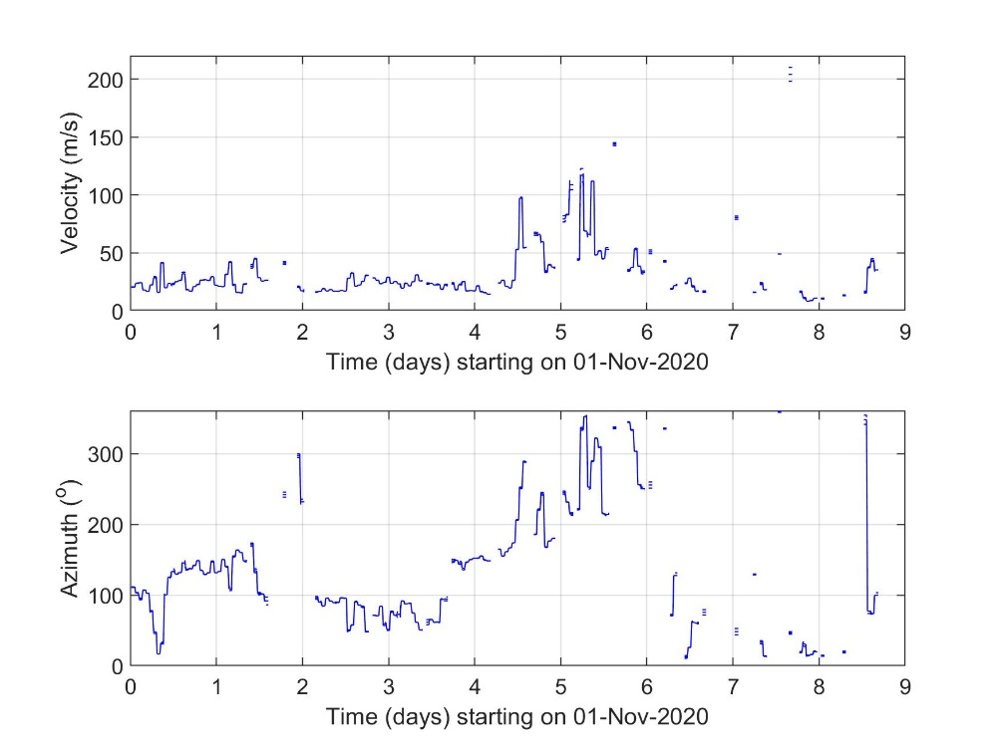 200
150
100
50
0
Velocity (m/s)
0 1 2 3 4 5 6 7 8 9
Time (days) starting on 01-Nov-2020
300
200
100
0
Azimuth (º)
0 1 2 3 4 5 6 7 8 9
Time (days) starting on 01-Nov-2020